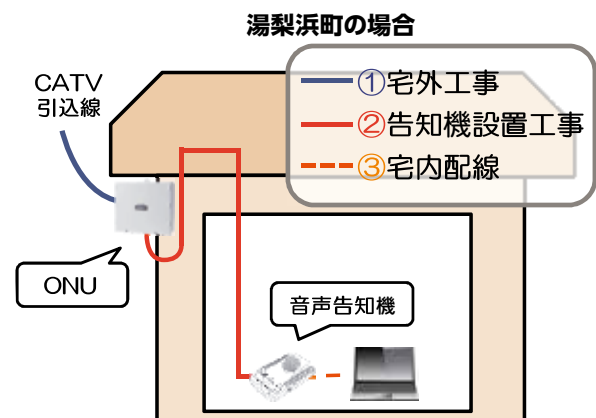 湯梨浜町の場合
①宅外工事
②告知機設置工事
③宅内配線
CATV
引込線
ONU
音声告知機